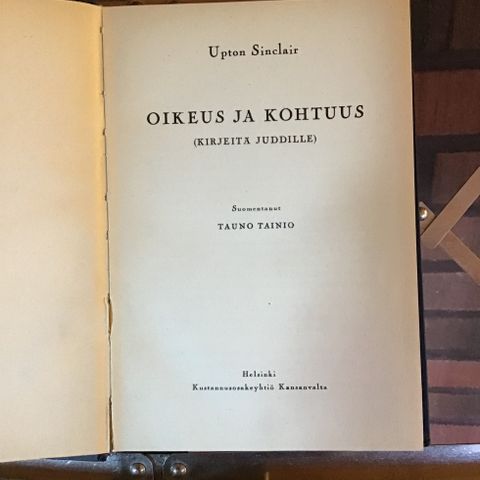 Upton Sinclair
OIKEUS JA KOHTUUS
(KIRJEITÄ JUDDILLE)
Suomentanut
TAUNO TAINIO
Helsinki
Kustannusosakeyhtiö Kansanvalta